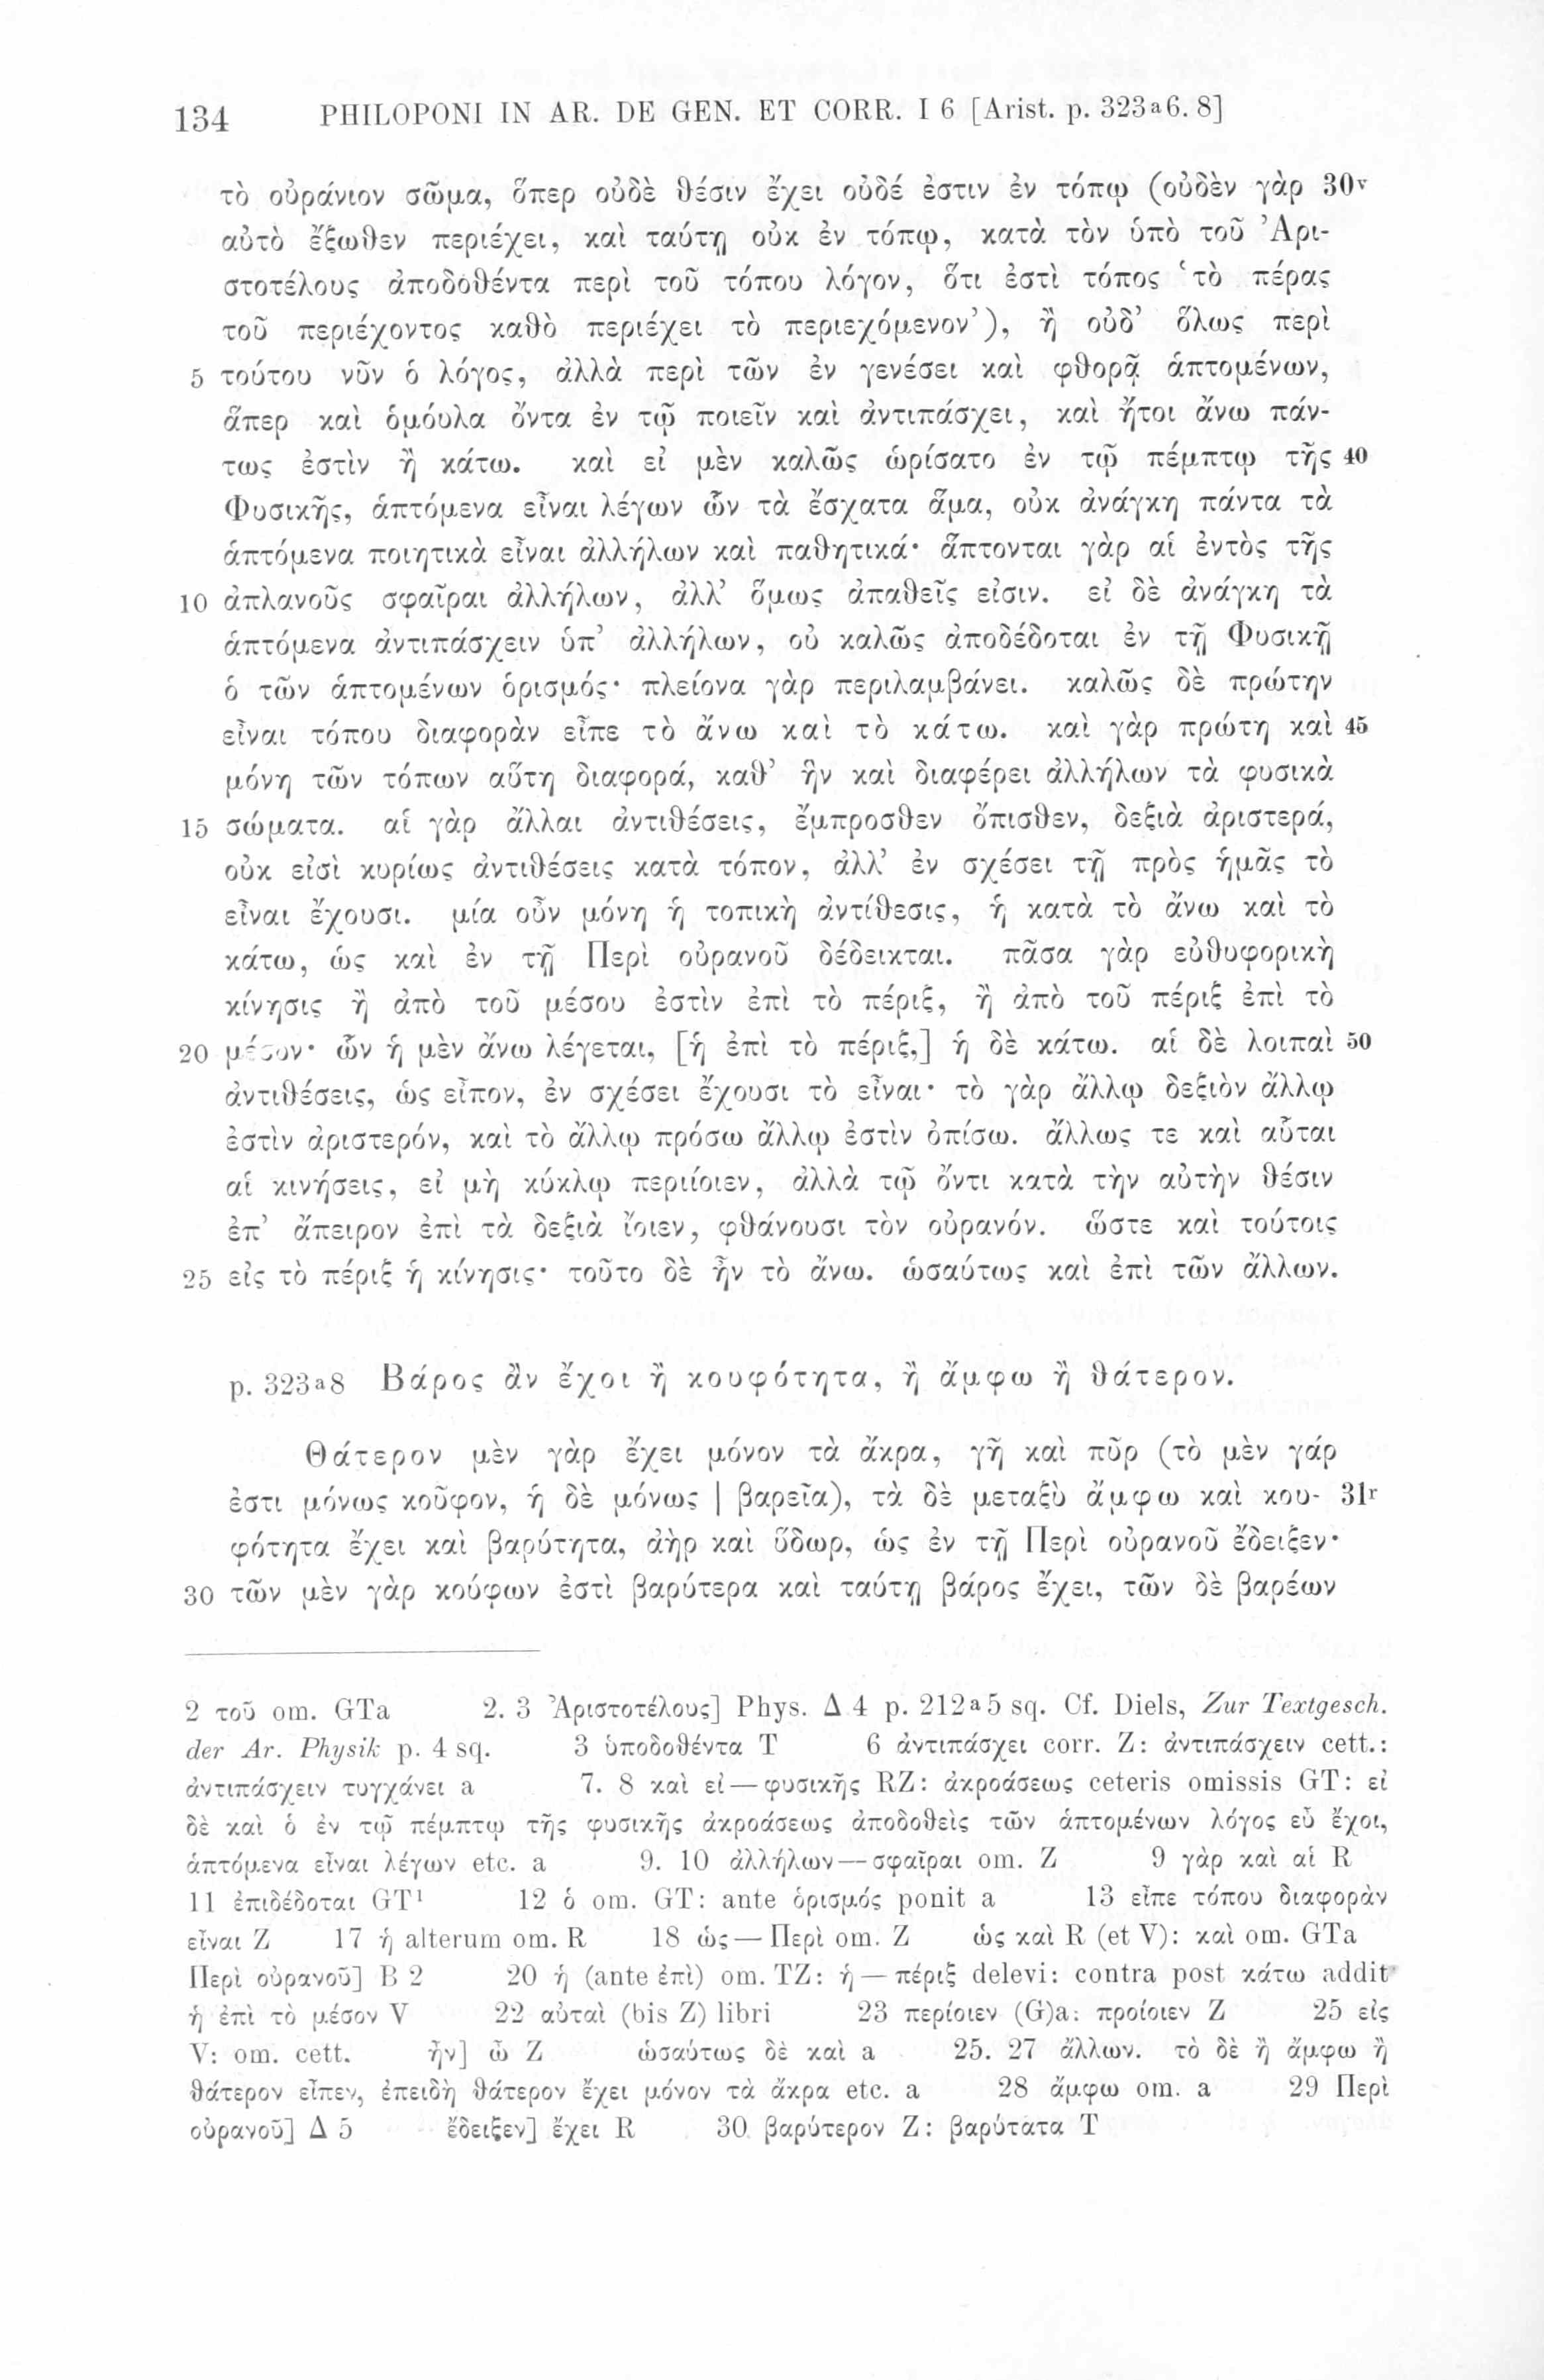 134 PHILOPONI IN AR. DE GEN. ET CORR. I 6 [Arist. p. 323a6. 8]
τὸ οὐράνιον σῶμα, ὅπερ οὐδὲ θέσιν ἔχει οὐδέ ἐστιν ἐν τόπῳ (οὐδὲν γὰρ 30v
αὐτὸ ἔξωθεν περιέχει, καὶ ταύτῃ οὐκ ἐν τόπῳ, κατὰ τὸν ὑπὸ τοῦ Ἀρι-
στοτέλους ἀποδοθέντα περὶ τοῦ τόπου λόγον, ὅτι ἐστὶ τόπος ‘τὸ πέρας
τοῦ περιέχοντος καθὸ περιέχει τὸ περιεχόμενον’), ἢ οὐδ’ ὅλως περὶ
5 τούτου νῦν ὁ λόγος, ἀλλὰ περὶ τῶν ἐν γενέσει καὶ φθορᾷ ἁπτομένων,
ἅπερ καὶ ὁμόυλα ὄντα ἐν τῷ ποιεῖν καὶ ἀντιπάσχει, καὶ ἤτοι ἄνω πάν-
τως ἐστὶν ἢ κάτω. καὶ εἰ μὲν καλῶς ὡρίσατο ἐν τῷ πέμπτῳ τῆς 40
Φυσικῆς, ἁπτόμενα εἶναι λέγων ὧν τὰ ἔσχατα ἅμα, οὐκ ἀνάγκη πάντα τὰ
ἁπτόμενα ποιητικὰ εἶναι ἀλλήλων καὶ παθητικά· ἅπτονται γὰρ αἱ ἐντὸς τῆς
10 ἀπλανοῦς σφαῖραι ἀλλήλων, ἀλλ’ ὅμως ἀπαθεῖς εἰσιν. εἰ δὲ ἀνάγκη τὰ
ἁπτόμενα ἀντιπάσχειν ὑπ’ ἀλλήλων, οὐ καλῶς ἀποδέδοται ἐν τῇ Φυσικῇ
ὁ τῶν ἁπτομένων ὁρισμός· πλείονα γὰρ περιλαμβάνει. καλῶς δὲ πρώτην
εἶναι τόπου διαφορὰν εἶπε τὸ ἄνω καὶ τὸ κάτω. καὶ γὰρ πρώτη καὶ 45
μόνη τῶν τόπων αὕτη διαφορά, καθ’ ἣν καὶ διαφέρει ἀλλήλων τὰ φυσικὰ
15 σώματα. αἱ γὰρ ἄλλαι ἀντιθέσεις, ἔμπροσθεν ὄπισθεν, δεξιὰ ἀριστερά,
οὐκ εἰσὶ κυρίως ἀντιθέσεις κατὰ τόπον, ἀλλ’ ἐν σχέσει τῇ πρὸς ἡμᾶς τὸ
εἶναι ἔχουσι. μία οὖν μόνη ἡ τοπικὴ ἀντίθεσις, ἡ κατὰ τὸ ἄνω καὶ τὸ
κάτω, ὡς καὶ ἐν τῇ Περὶ οὐρανοῦ δέδεικται. πᾶσα γὰρ εὐθυφορικὴ
κίνησις ἢ ἀπὸ τοῦ μέσου ἐστὶν ἐπὶ τὸ πέριξ, ἢ ἀπὸ τοῦ πέριξ ἐπὶ τὸ
20 μέσον· ὧν ἡ μὲν ἄνω λέγεται, [ἡ ἐπὶ τὸ πέριξ,] ἡ δὲ κάτω. αἱ δὲ λοιπαὶ 50
ἀντιθέσεις, ὡς εἶπον, ἐν σχέσει ἔχουσι τὸ εἶναι· τὸ γὰρ ἄλλῳ δεξιὸν ἄλλῳ
ἐστὶν ἀριστερόν, καὶ τὸ ἄλλῳ πρόσω ἄλλῳ ἐστὶν ὀπίσω. ἄλλως τε καὶ αὗται
αἱ κινήσεις, εἰ μὴ κύκλῳ περιίοιεν, ἀλλὰ τῷ ὄντι κατὰ τὴν αὐτὴν θέσιν
ἐπ’ ἄπειρον ἐπὶ τὰ δεξιὰ ἴοιεν, φθάνουσι τὸν οὐρανόν. ὥστε καὶ τούτοις
25 εἰς τὸ πέριξ ἡ κίνησις· τοῦτο δὲ ἦν τὸ ἄνω. ὡσαύτως καὶ ἐπὶ τῶν ἄλλων.
p. 323a8 Βάρος ἂν ἔχοι ἢ κουφότητα, ἢ ἄμφω ἢ θάτερον.
Θάτερον μὲν γὰρ ἔχει μόνον τὰ ἄκρα, γῆ καὶ πῦρ (τὸ μὲν γάρ
ἐστι μόνως κοῦφον, ἡ δὲ μόνως | βαρεῖα), τὰ δὲ μεταξὺ ἄμφω καὶ κου- 31r
φότητα ἔχει καὶ βαρύτητα, ἀὴρ καὶ ὕδωρ, ὡς ἐν τῇ Περὶ οὐρανοῦ ἔδειξεν·
30 τῶν μὲν γὰρ κούφων ἐστὶ βαρύτερα καὶ ταύτῃ βάρος ἔχει, τῶν δὲ βαρέων
2 τοῦ om. GTa 2. 3 Ἀριστοτέλους] Phys. Δ 4 p. 212a5 sq. Cf. Diels, Zur Textgesch.
der Ar. Physik p. 4 sq. 3 ὑποδοθέντα T 6 ἀντιπάσχει corr. Z: ἀντιπάσχειν cett.:
ἀντιπάσχειν τυγχάνει a 7. 8 καὶ εἰ — φυσικῆς RZ: ἀκροάσεως ceteris omissis GT: εἰ
δὲ καὶ ὁ ἐν τῷ πέμπτῳ τῆς φυσικῆς ἀκροάσεως ἀποδοθεὶς τῶν ἁπτομένων λόγος εὖ ἔχοι,
ἁπτόμενα εἶναι λέγων etc. a 9. 10 ἀλλήλων — σφαῖραι om. Z 9 γὰρ καὶ αἱ R
11 ἐπιδέδοται GT¹ 12 ὁ om. GT: ante ὁρισμός ponit a 13 εἶπε τόπου διαφορὰν
εἶναι Z 17 ἡ alterum om. R 18 ὡς — Περὶ om. Z ὡς καὶ R (et V): καὶ om. GTa
Περὶ οὐρανοῦ] B 2 20 ἡ (ante ἐπὶ) om. TZ: ἡ — πέριξ delevi: contra post κάτω addit
ἡ ἐπὶ τὸ μέσον V 22 αὐταὶ (bis Z) libri 23 περίοιεν (G)a: προίοιεν Z 25 εἰς
V: om. cett. ἦν] ὦ Z ὡσαύτως δὲ καὶ a 25. 27 ἄλλων. τὸ δὲ ἢ ἄμφω ἢ
θάτερον εἶπεν, ἐπειδὴ θάτερον ἔχει μόνον τὰ ἄκρα etc. a 28 ἄμφω om. a 29 Περὶ
οὐρανοῦ] Δ 5 ἔδειξεν] ἔχει R 30 βαρύτερον Z: βαρύτατα T